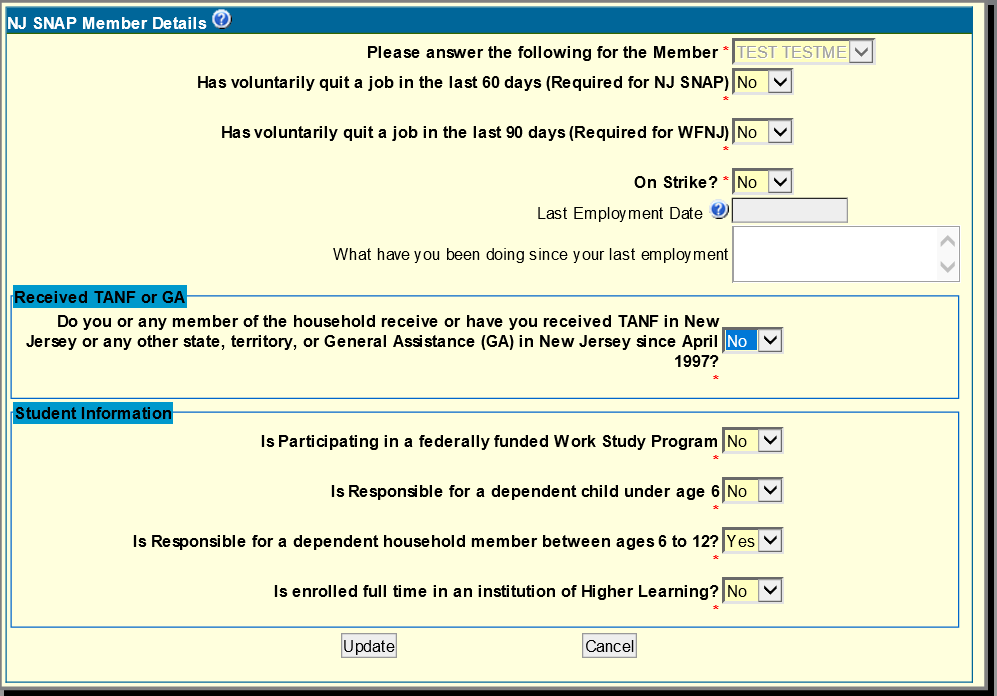 NJ SNAP Member Details ?
Please answer the following for the Member * TEST TESTME
Has voluntarily quit a job in the last 60 days (Required for NJ SNAP) No
*
Has voluntarily quit a job in the last 90 days (Required for WFNJ) No
*
On Strike? * No
Last Employment Date ?
What have you been doing since your last employment
Received TANF or GA
Do you or any member of the household receive or have you received TANF in New
Jersey or any other state, territory, or General Assistance (GA) in New Jersey since April No
1997?
*
Student Information
Is Participating in a federally funded Work Study Program No
*
Is Responsible for a dependent child under age 6 No
*
Is Responsible for a dependent household member between ages 6 to 12? Yes
*
Is enrolled full time in an institution of Higher Learning? No
*
Update Cancel